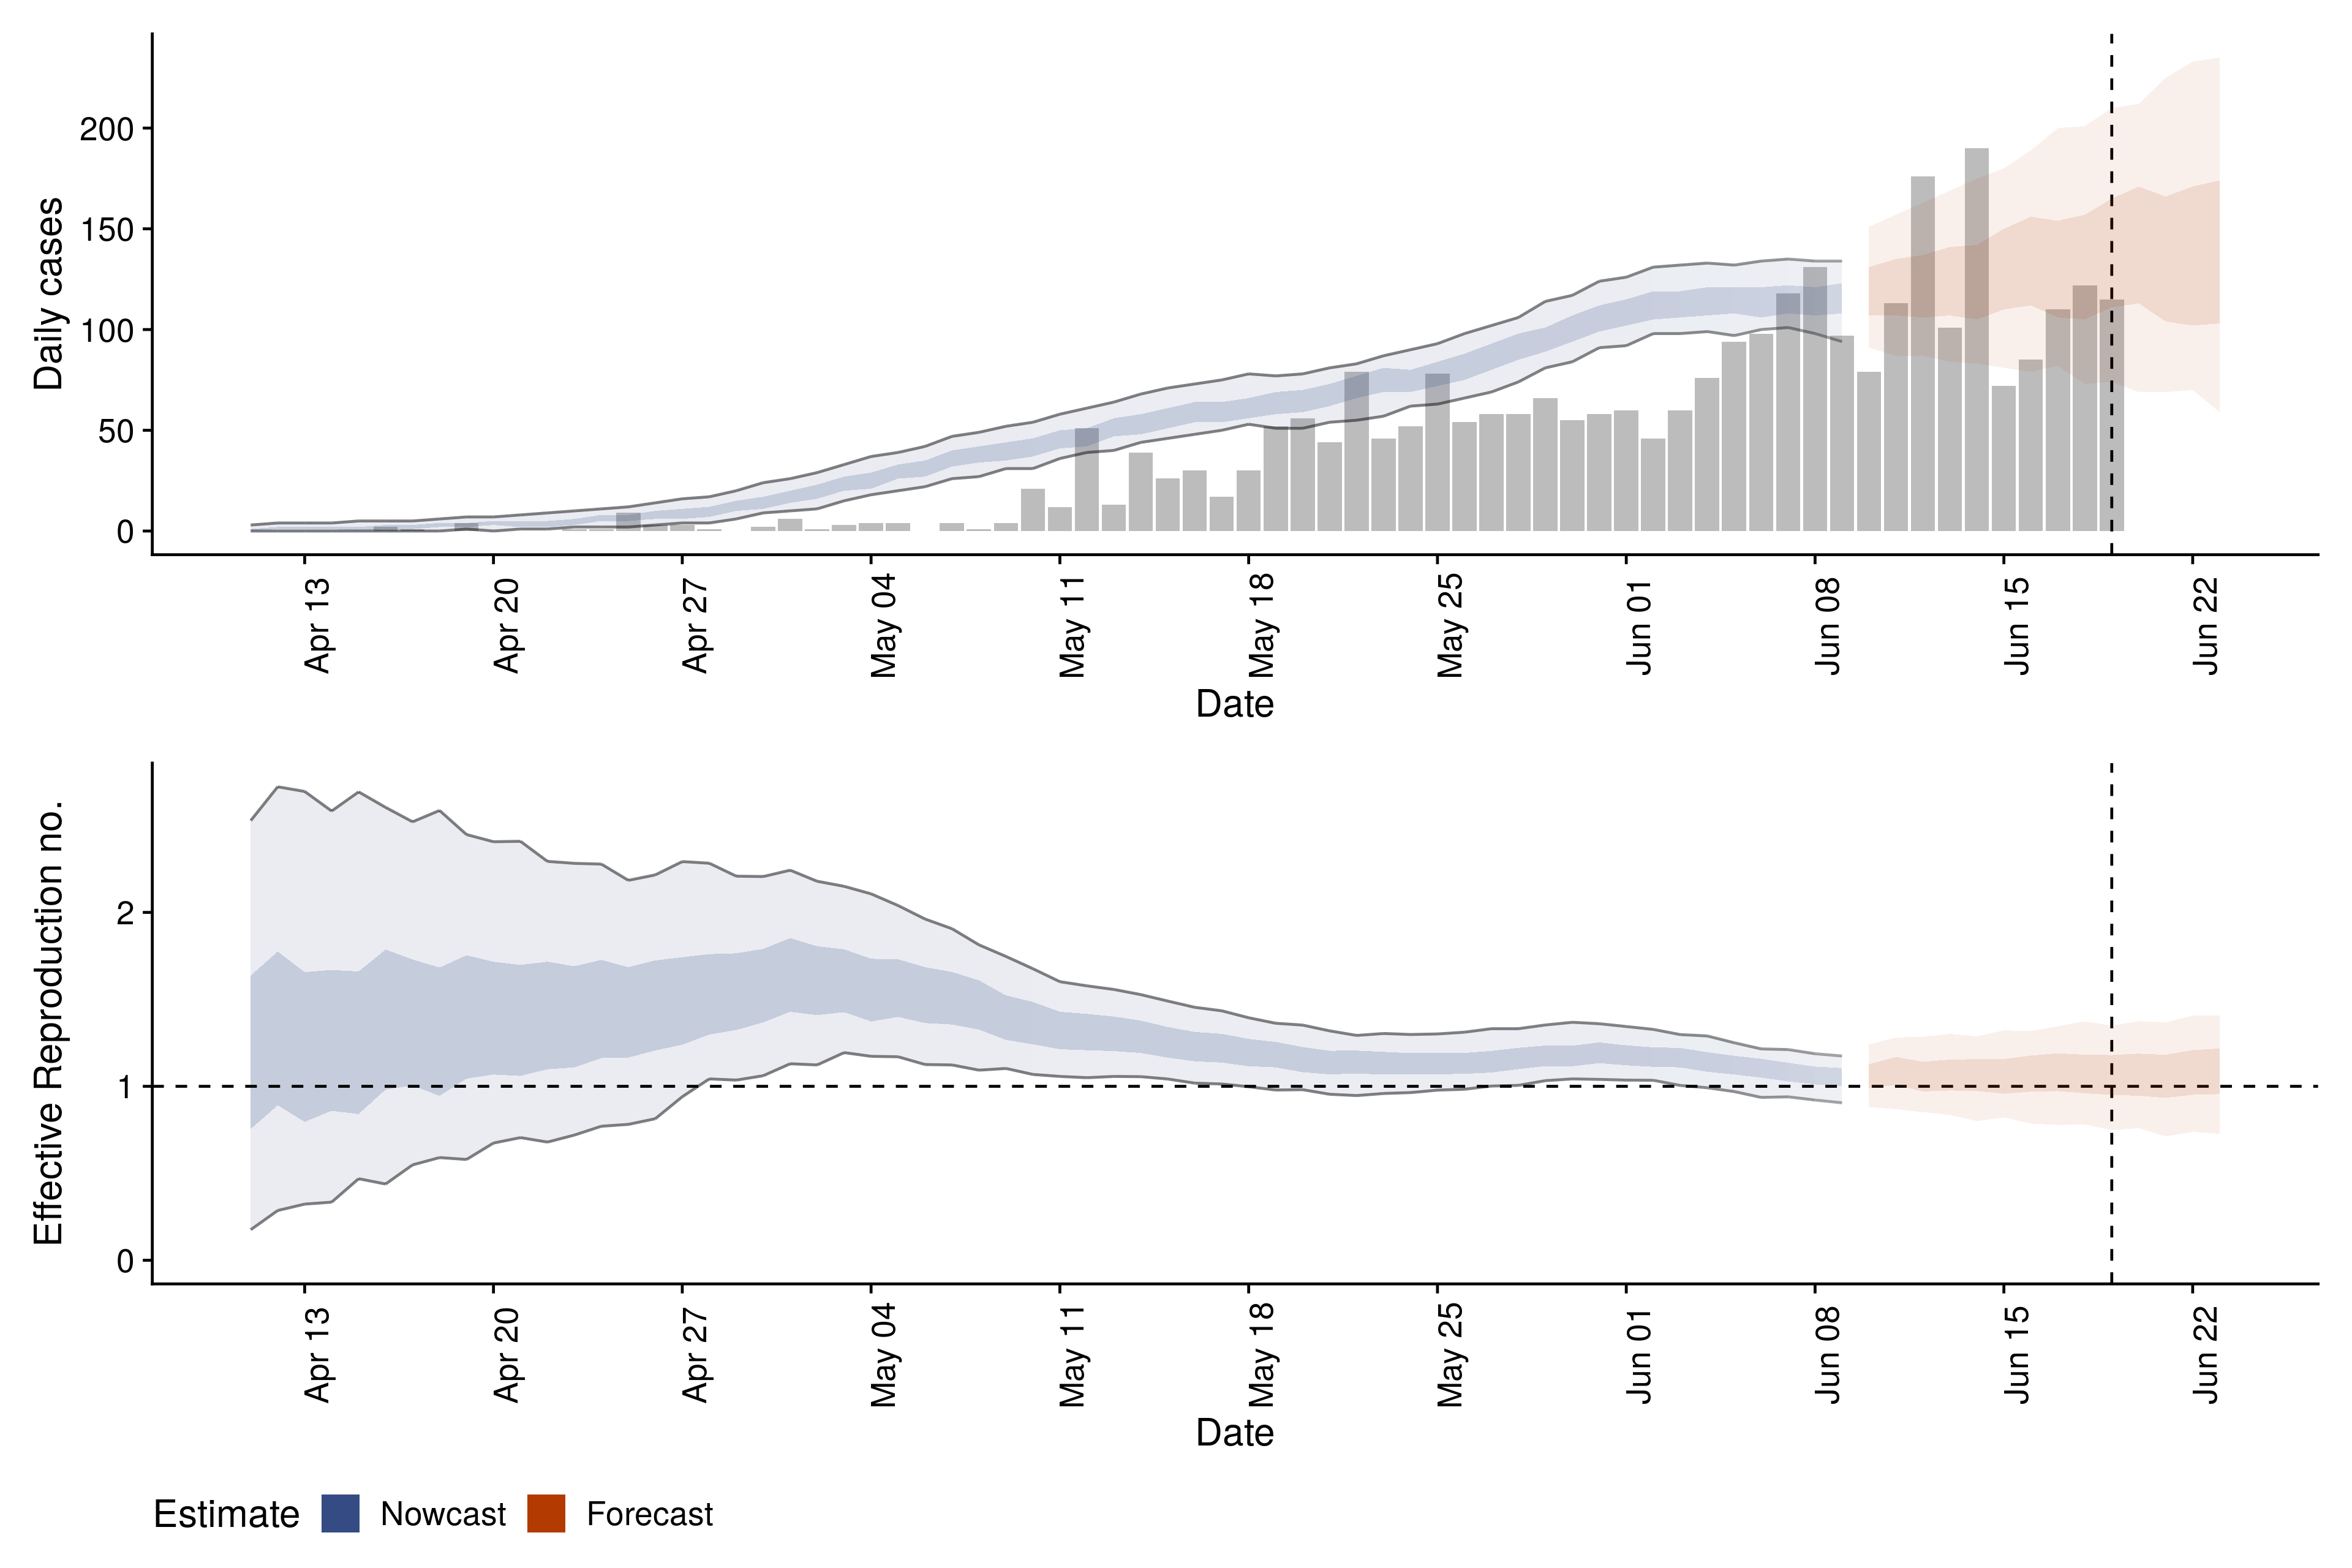 Daily cases
200
150
100
50
0
Apr 13
Apr 20
Apr 27
May 04
May 11
May 18
May 25
Jun 01
Jun 08
Jun 15
Jun 22
Date
Effective Reproduction no.
2
1
0
Apr 13
Apr 20
Apr 27
May 04
May 11
May 18
May 25
Jun 01
Jun 08
Jun 15
Jun 22
Date
Estimate Nowcast Forecast